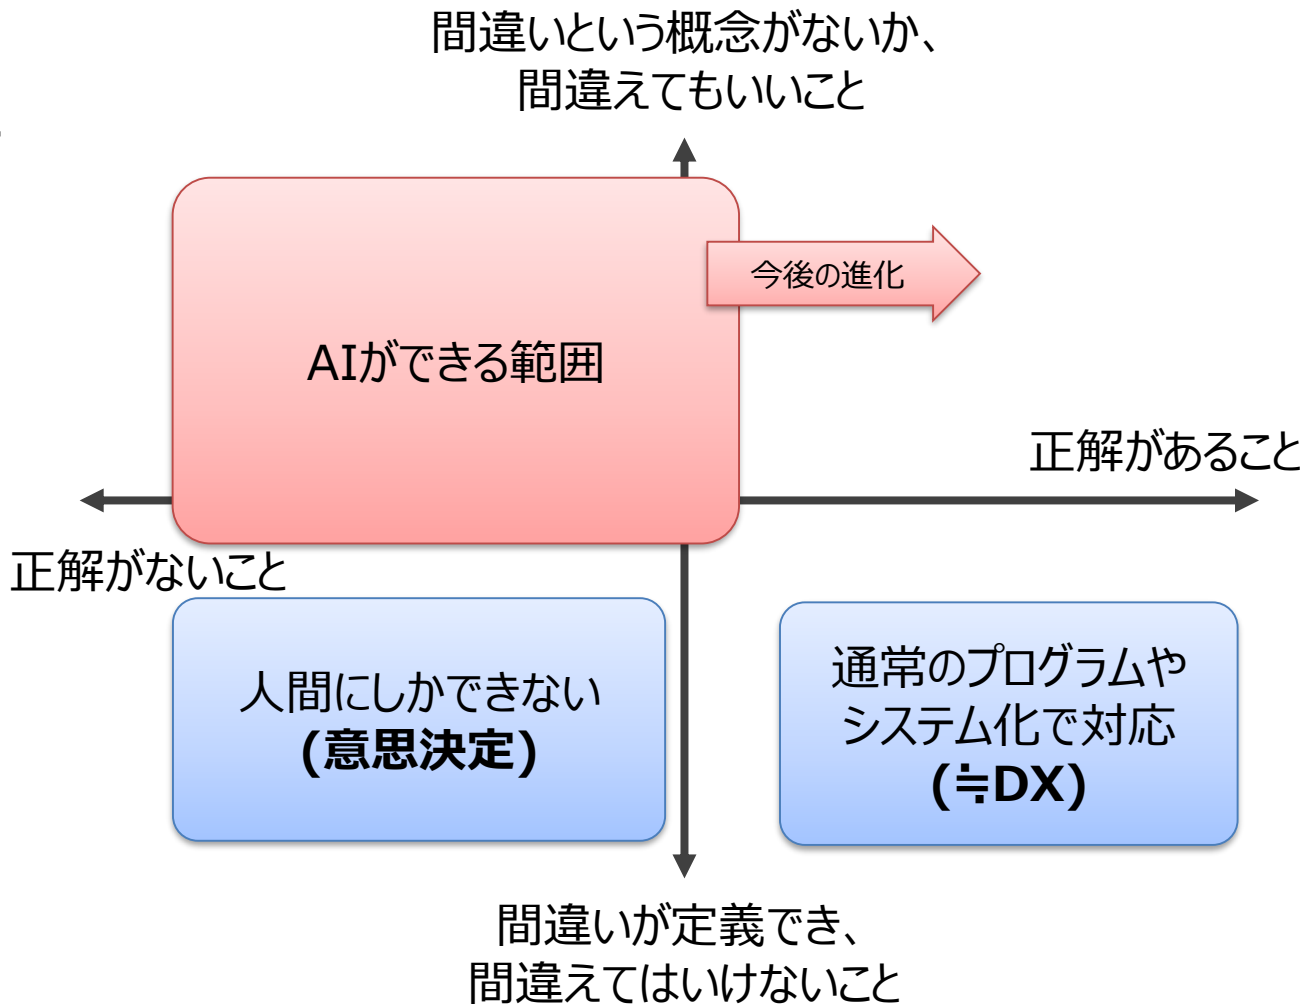 間違いという概念がないか、
間違えてもいいこと
今後の進化
AIができる範囲
正解があること
正解がないこと
人間にしかできない
(意思決定)
通常のプログラムや
システム化で対応
(≒DX)
間違いが定義でき、
間違えてはいけないこと